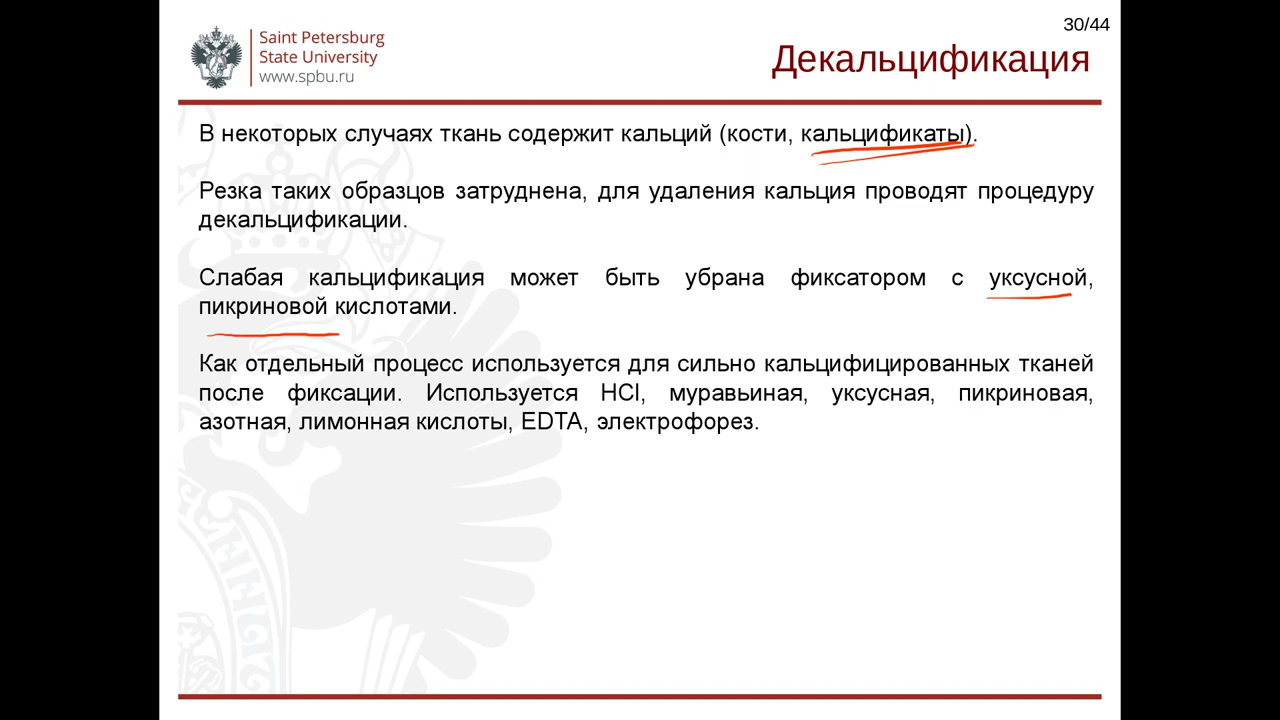 30/44
Saint Petersburg
State University
www.spbu.ru
Декальцификация
В некоторых случаях ткань содержит кальций (кости, кальцификаты).
Резка таких образцов затруднена, для удаления кальция проводят процедуру
декальцификации.
Слабая кальцификация может быть убрана фиксатором с уксусной,
пикриновой кислотами.
Как отдельный процесс используется для сильно кальцифицированных тканей
после фиксации. Используется HCl, муравьиная, уксусная, пикриновая,
азотная, лимонная кислоты, EDTA, электрофорез.